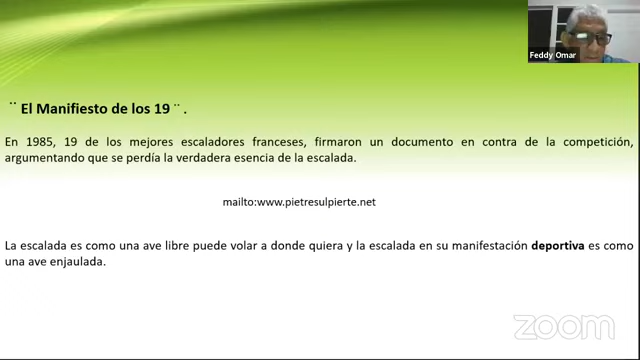 Feddy Omar
¨ El Manifiesto de los 19 ¨ .
En 1985, 19 de los mejores escaladores franceses, firmaron un documento en contra de la competición,
argumentando que se perdía la verdadera esencia de la escalada.
mailto:www.pietresulpierte.net
La escalada es como una ave libre puede volar a donde quiera y la escalada en su manifestación deportiva es como
una ave enjaulada.
zoom